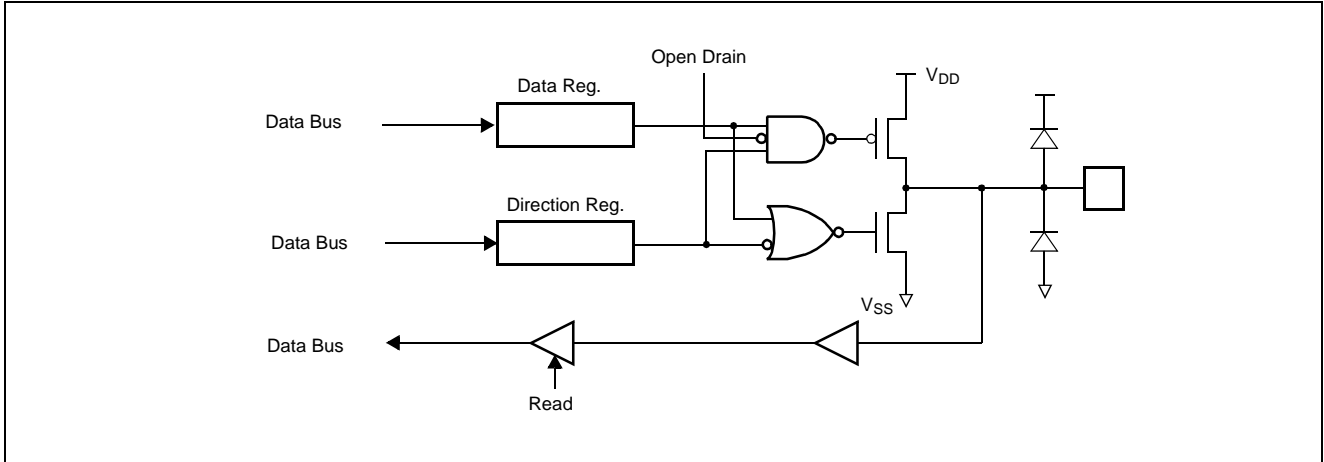 Open Drain
VDD
Data Reg.
Data Bus
Direction Reg.
Data Bus
VSS
Data Bus
Read